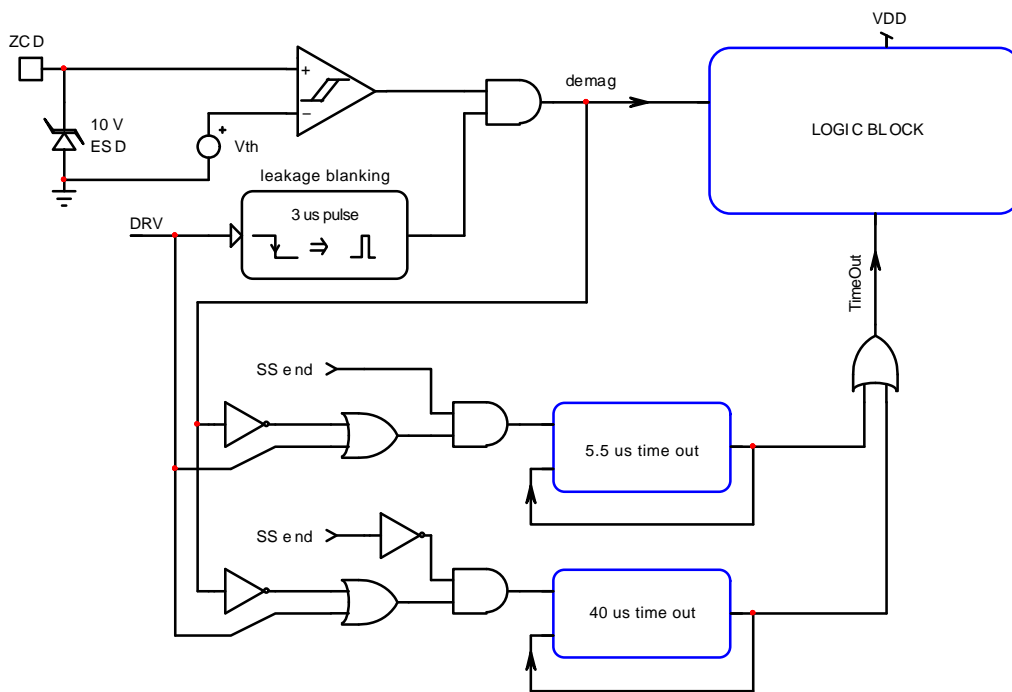 VDD
ZCD
+
demag
10 V
ESD
+
−
Vth
LOGIC BLOCK
leakage blanking
3 us pulse
DRV
⇒
TimeOut
SS end
5.5 us time out
SS end
40 us time out